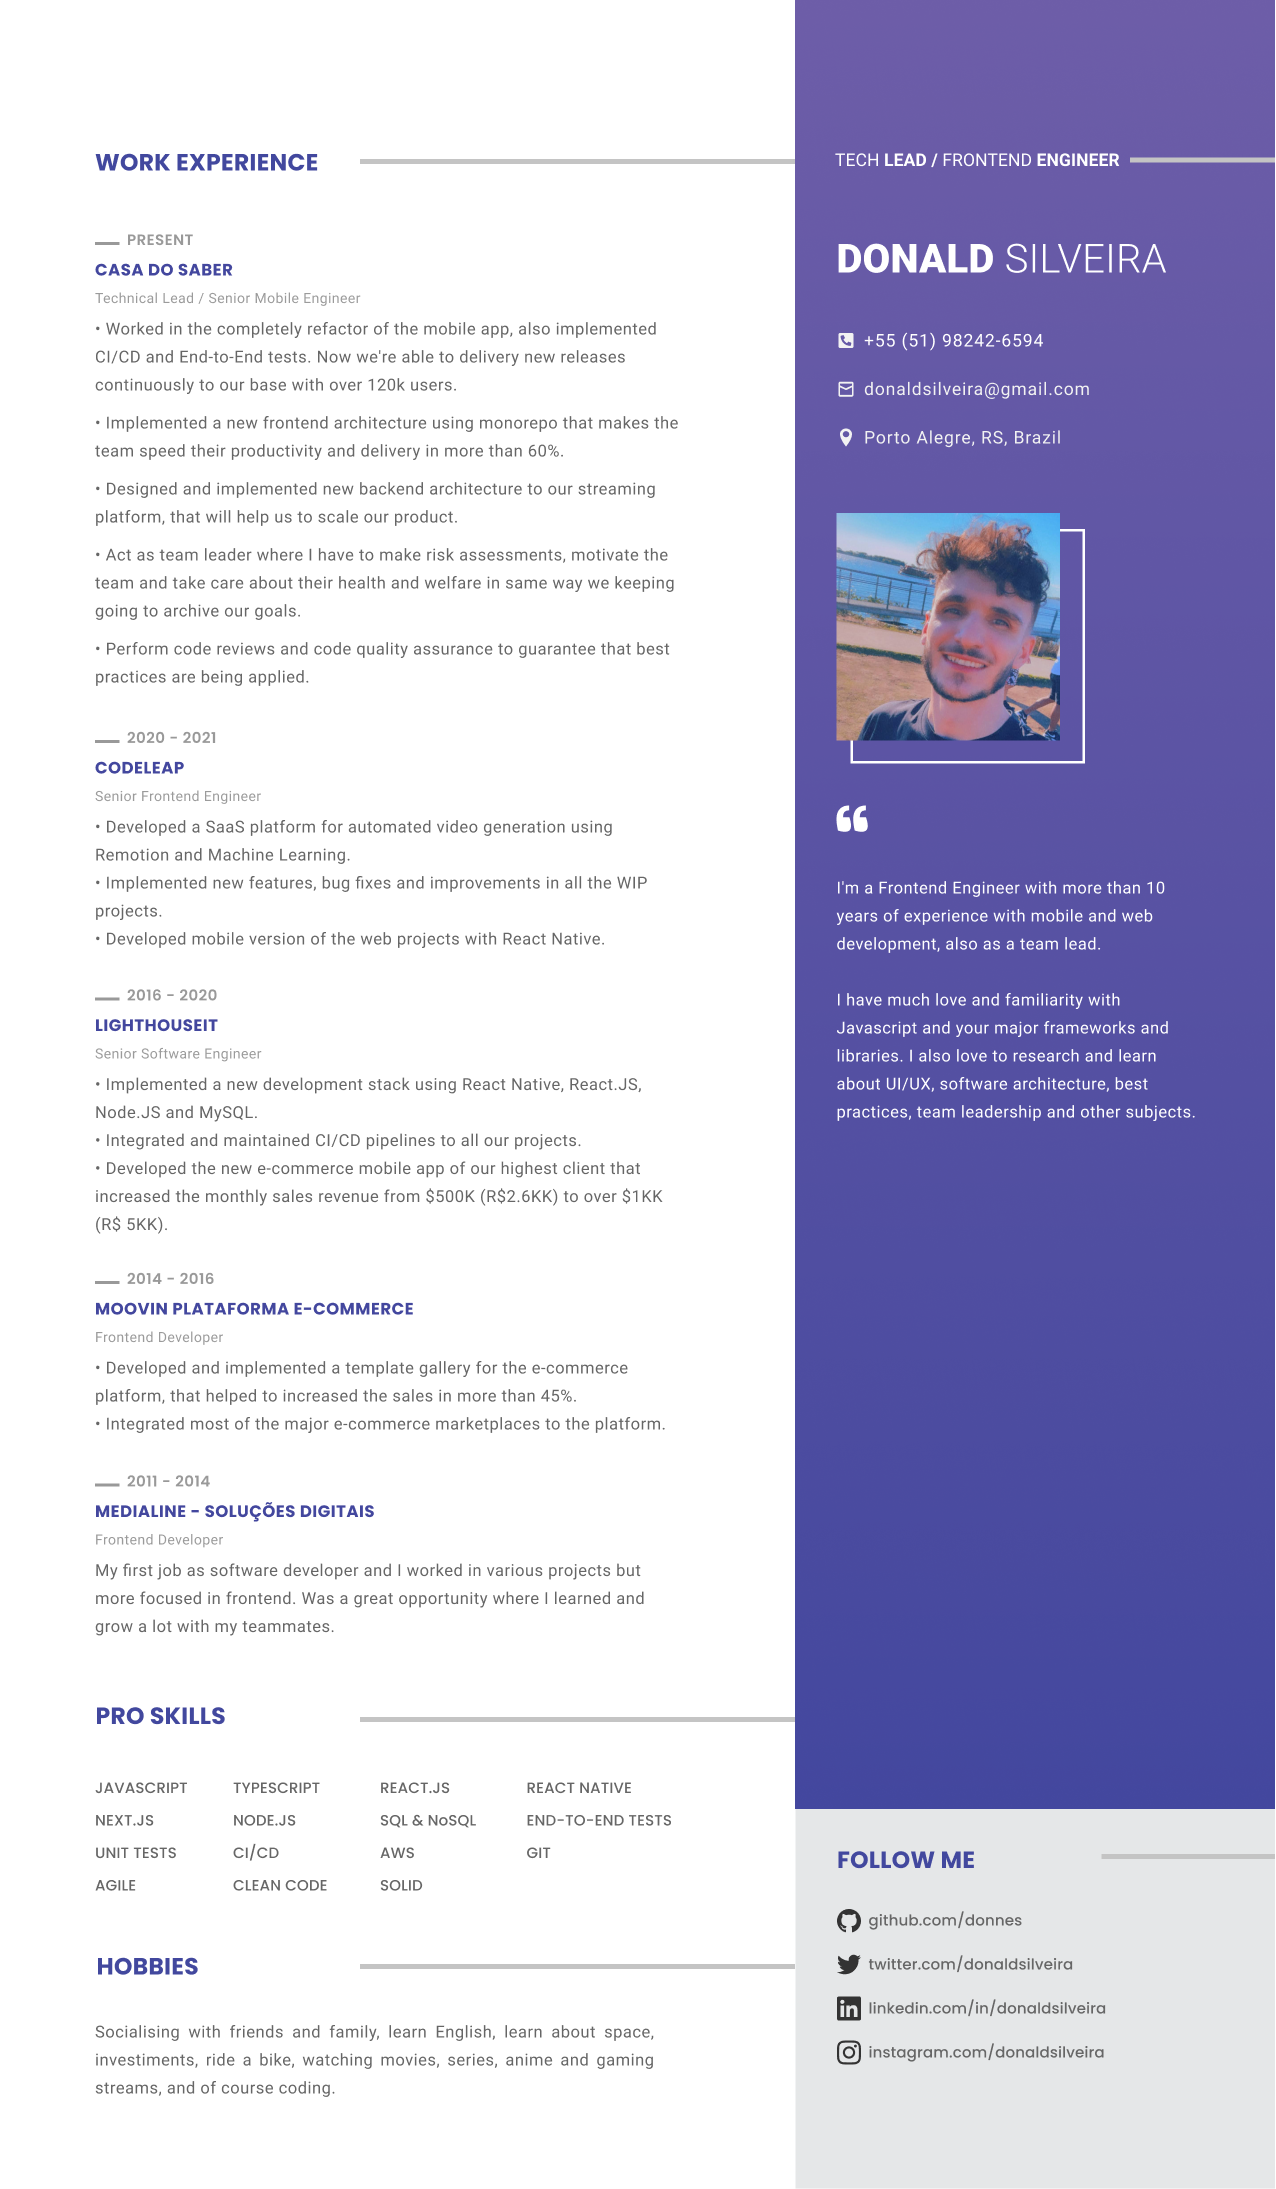 WORK EXPERIENCE
PRESENT
CASA DO SABER
Technical Lead / Senior Mobile Engineer
• Worked in the completely refactor of the mobile app, also implemented
CI/CD and End-to-End tests. Now we're able to delivery new releases
continuously to our base with over 120k users.
• Implemented a new frontend architecture using monorepo that makes the
team speed their productivity and delivery in more than 60%.
• Designed and implemented new backend architecture to our streaming
platform, that will help us to scale our product.
• Act as team leader where I have to make risk assessments, motivate the
team and take care about their health and welfare in same way we keeping
going to archive our goals.
• Perform code reviews and code quality assurance to guarantee that best
practices are being applied.
2020 - 2021
CODELEAP
Senior Frontend Engineer
• Developed a SaaS platform for automated video generation using
Remotion and Machine Learning.
• Implemented new features, bug fixes and improvements in all the WIP
projects.
• Developed mobile version of the web projects with React Native.
2016 - 2020
LIGHTHOUSEIT
Senior Software Engineer
• Implemented a new development stack using React Native, React.JS,
Node.JS and MySQL.
• Integrated and maintained CI/CD pipelines to all our projects.
• Developed the new e-commerce mobile app of our highest client that
increased the monthly sales revenue from $500K (R$2.6KK) to over $1KK
(R$ 5KK).
2014 - 2016
MOOVIN PLATAFORMA E-COMMERCE
Frontend Developer
• Developed and implemented a template gallery for the e-commerce
platform, that helped to increased the sales in more than 45%.
• Integrated most of the major e-commerce marketplaces to the platform.
2011 - 2014
MEDIALINE - SOLUÇÕES DIGITAIS
Frontend Developer
My first job as software developer and I worked in various projects but
more focused in frontend. Was a great opportunity where I learned and
grow a lot with my teammates.
PRO SKILLS
JAVASCRIPT TYPESCRIPT REACT.JS REACT NATIVE
NEXT.JS NODE.JS SQL & NoSQL END-TO-END TESTS
UNIT TESTS CI/CD AWS GIT
AGILE CLEAN CODE SOLID
HOBBIES
Socialising with friends and family, learn English, learn about space,
investiments, ride a bike, watching movies, series, anime and gaming
streams, and of course coding.
TECH LEAD / FRONTEND ENGINEER
DONALD SILVEIRA
+55 (51) 98242-6594
donaldsilveira@gmail.com
Porto Alegre, RS, Brazil
“
I'm a Frontend Engineer with more than 10
years of experience with mobile and web
development, also as a team lead.
I have much love and familiarity with
Javascript and your major frameworks and
libraries. I also love to research and learn
about UI/UX, software architecture, best
practices, team leadership and other subjects.
FOLLOW ME
github.com/donnes
twitter.com/donaldsilveira
linkedin.com/in/donaldsilveira
instagram.com/donaldsilveira